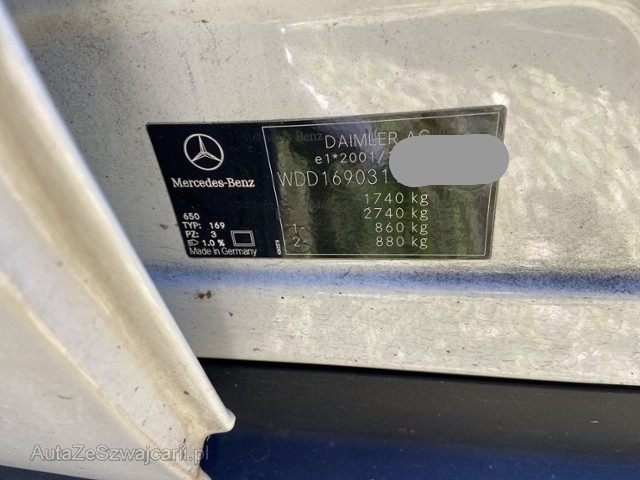 Mercedes-Benz
650
TYP: 169
PZ: 3
1.0 %
Made in Germany
DAIMLER AG
e1*2001/
WDD169031
1740 kg
2740 kg
1- 860 kg
2- 880 kg
AutaZeSzwajcarii.pl